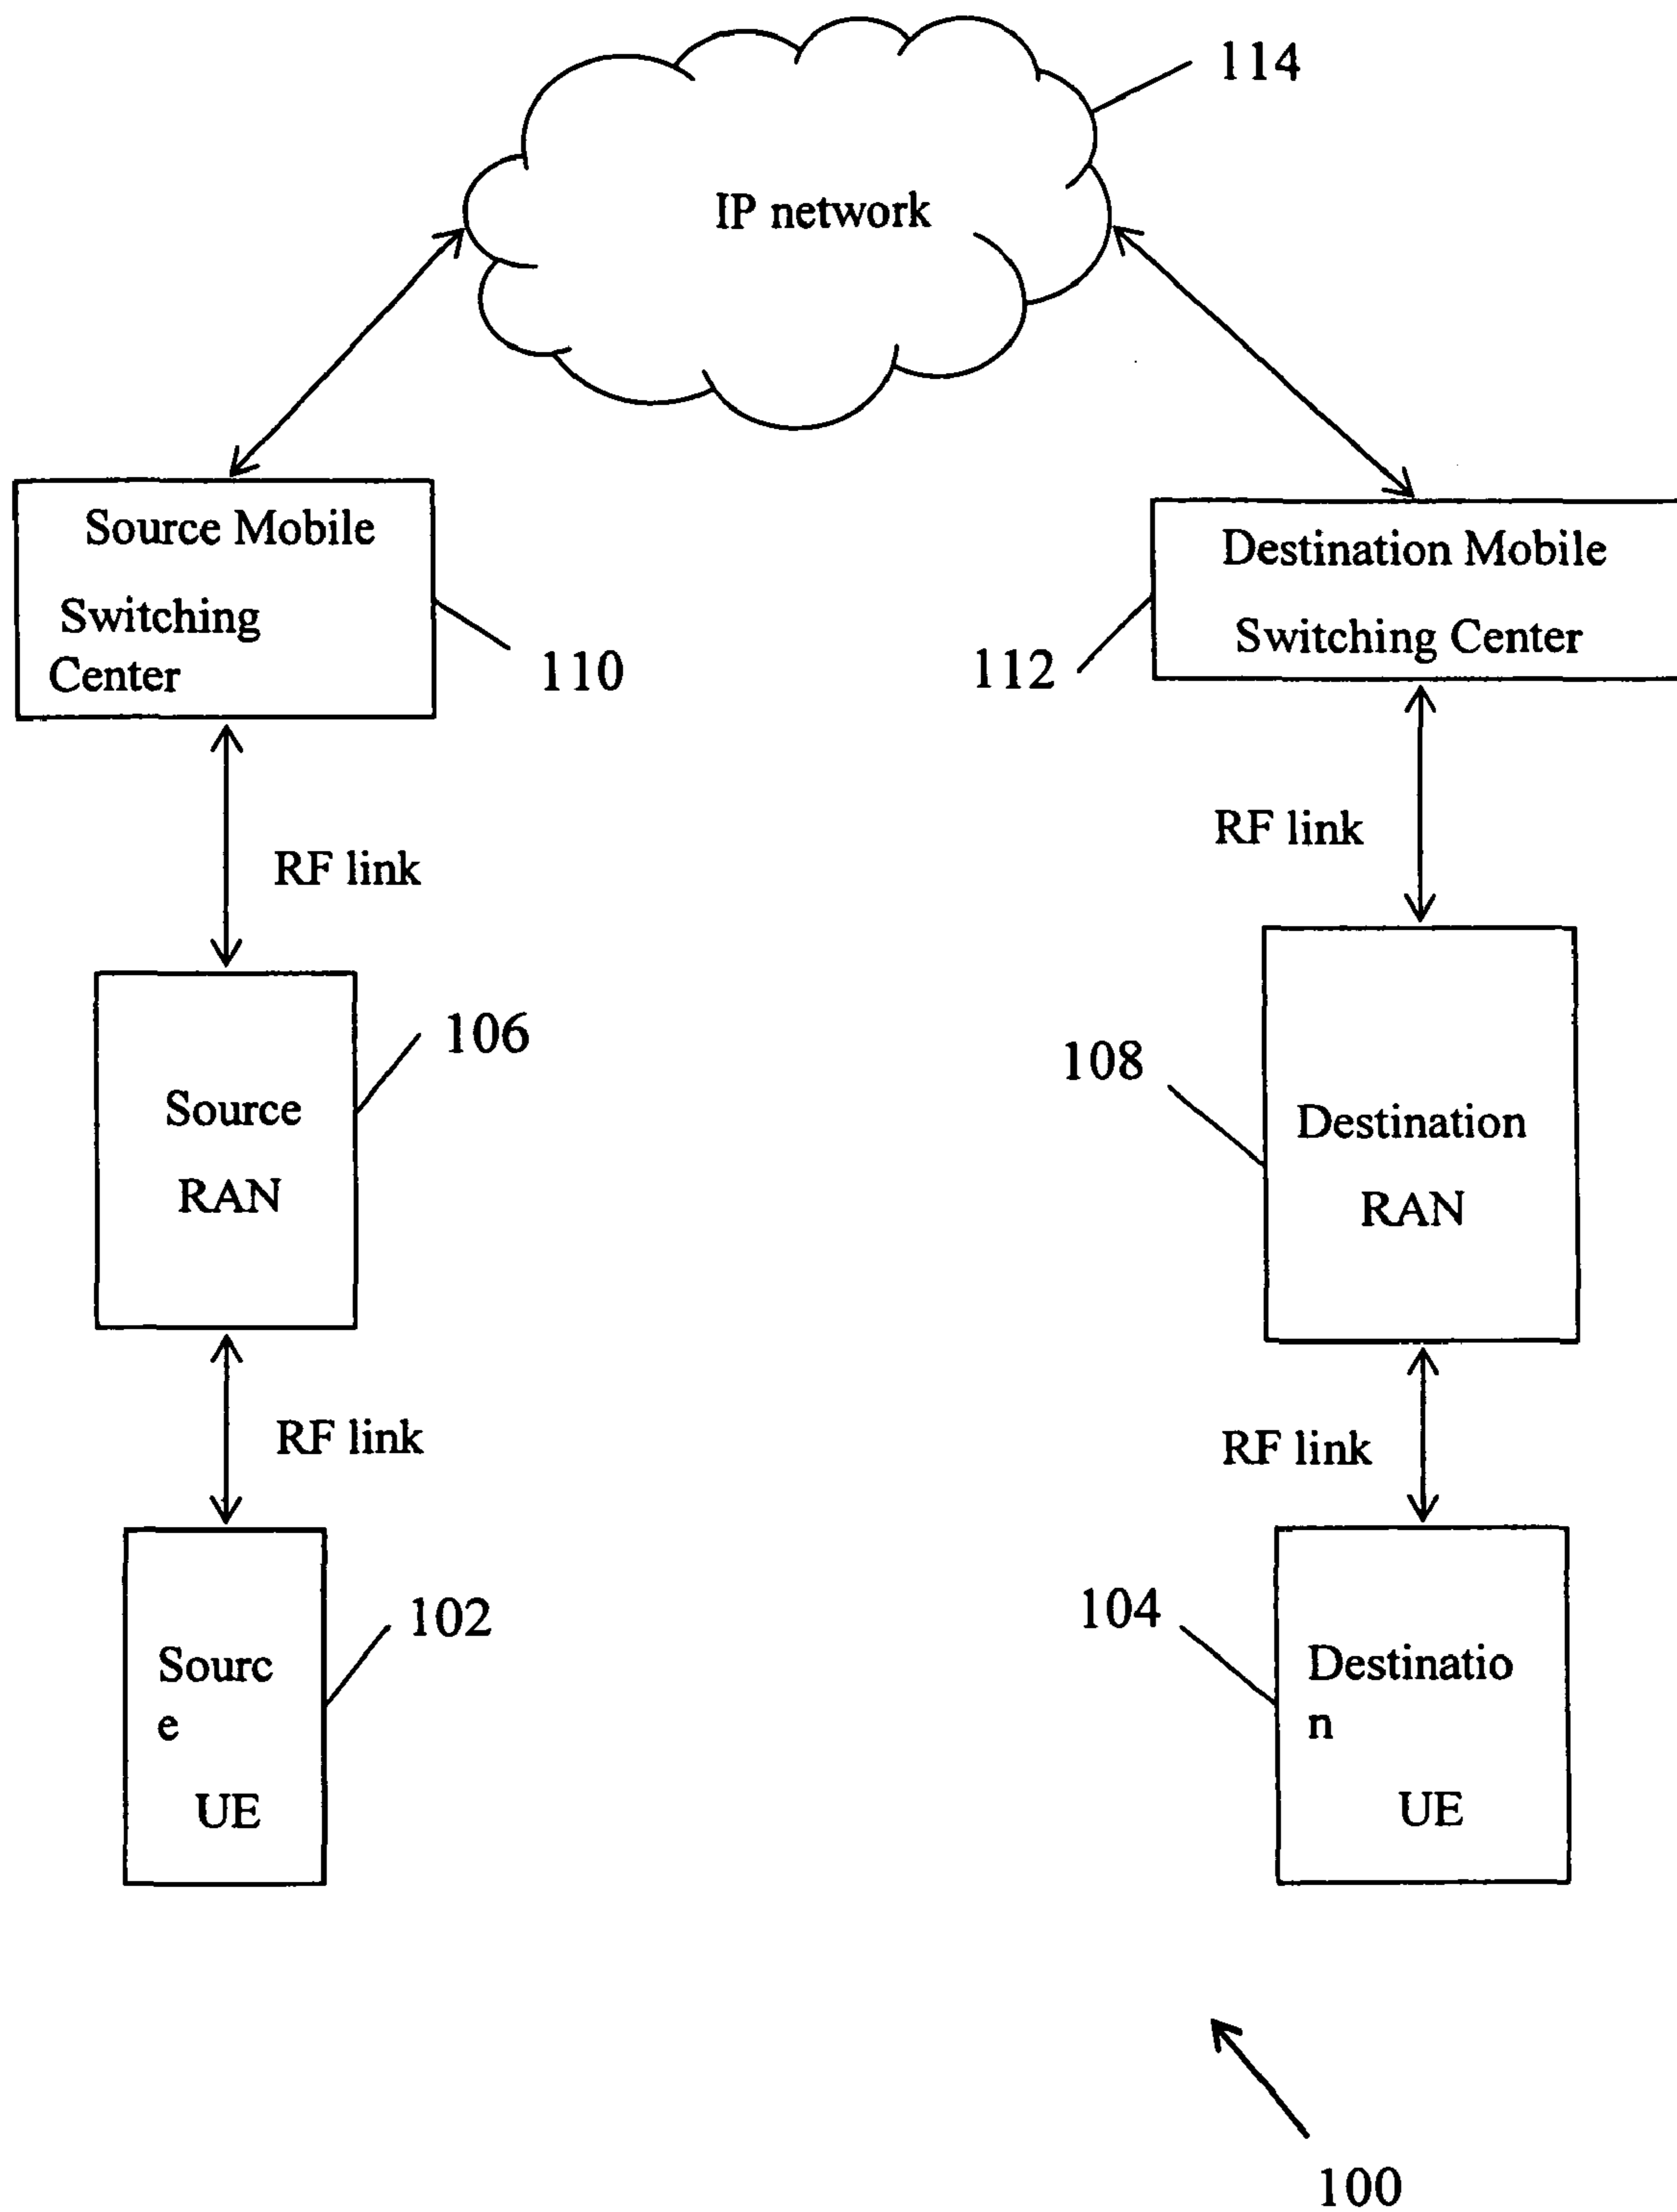 114
IP network
Source Mobile
Switching
Center
110
Destination Mobile
Switching Center
112
RF link
RF link
Source
RAN
106
108
Destination
RAN
RF link
RF link
Sourc
e
UE
102
104
Destinatio
n
UE
100